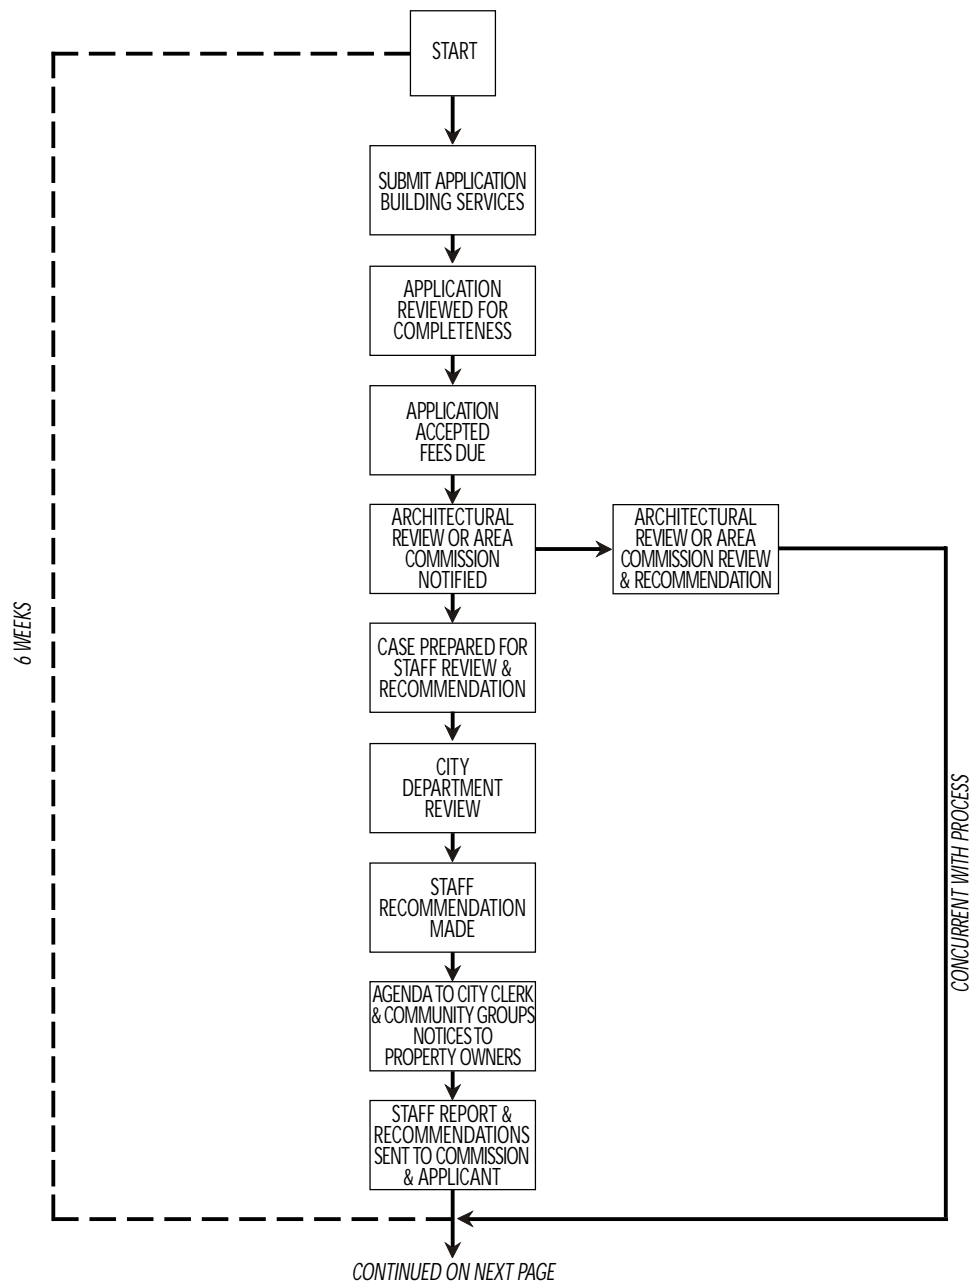 START
SUBMIT APPLICATION
BUILDING SERVICES
APPLICATION
REVIEWED FOR
COMPLETENESS
APPLICATION
ACCEPTED
FEES DUE
ARCHITECTURAL
REVIEW OR AREA
COMMISSION
NOTIFIED
ARCHITECTURAL
REVIEW OR AREA
COMMISSION REVIEW
& RECOMMENDATION
6 WEEKS
CASE PREPARED FOR
STAFF REVIEW &
RECOMMENDATION
CITY
DEPARTMENT
REVIEW
CONCURRENT WITH PROCESS
STAFF
RECOMMENDATION
MADE
AGENDA TO CITY CLERK
& COMMUNITY GROUPS
NOTICES TO
PROPERTY OWNERS
STAFF REPORT &
RECOMMENDATIONS
SENT TO COMMISSION
& APPLICANT
CONTINUED ON NEXT PAGE